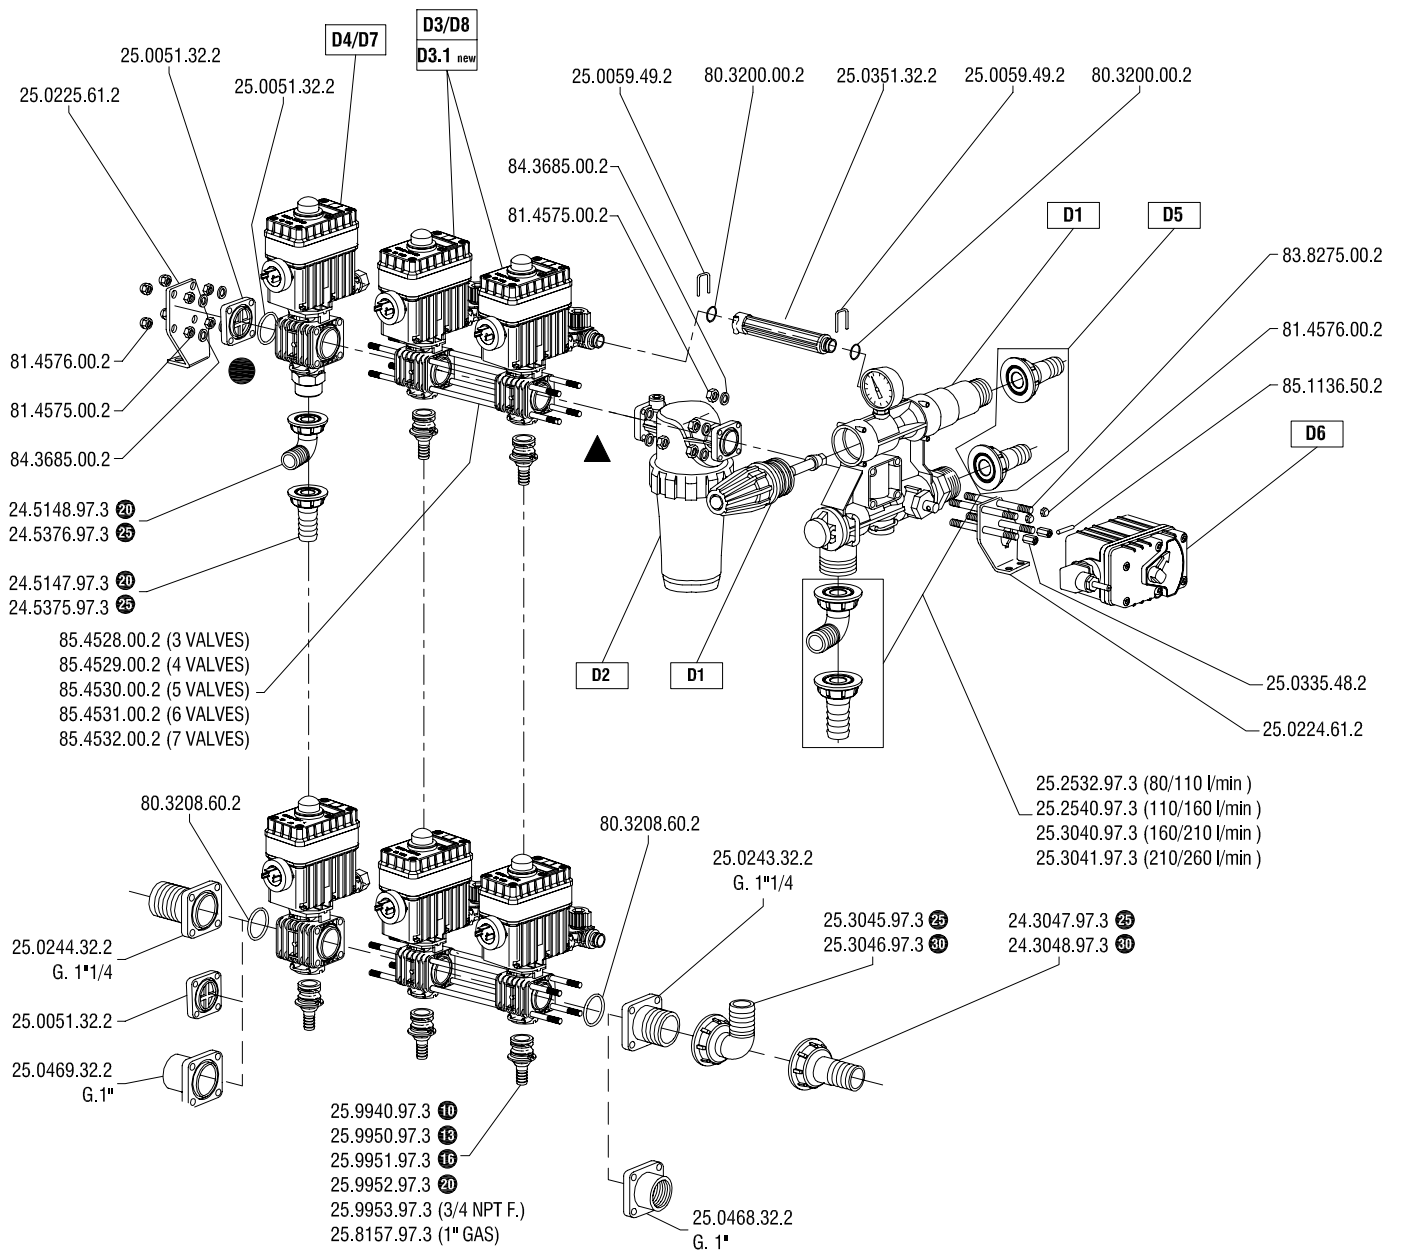 D3/D8
D3.1 new
D4/D7
25.0051.32.2
25.0225.61.2
25.0051.32.2
25.0059.49.2
80.3200.00.2
25.0351.32.2
25.0059.49.2
80.3200.00.2
84.3685.00.2
81.4575.00.2
D1
D5
83.8275.00.2
81.4576.00.2
85.1136.50.2
D6
81.4576.00.2
81.4575.00.2
84.3685.00.2
24.5148.97.3 20
24.5376.97.3 25
24.5147.97.3 20
24.5375.97.3 25
85.4528.00.2 (3 VALVES)
85.4529.00.2 (4 VALVES)
85.4530.00.2 (5 VALVES)
85.4531.00.2 (6 VALVES)
85.4532.00.2 (7 VALVES)
D2
D1
25.0335.48.2
25.0224.61.2
25.2532.97.3 (80/110 l/min )
25.2540.97.3 (110/160 l/min )
25.3040.97.3 (160/210 l/min )
25.3041.97.3 (210/260 l/min )
80.3208.60.2
80.3208.60.2
25.0243.32.2
G. 1"1/4
25.3045.97.3 25
25.3046.97.3 30
24.3047.97.3 25
24.3048.97.3 30
25.0244.32.2
G. 1"1/4
25.0051.32.2
25.0469.32.2
G.1"
25.9940.97.3 10
25.9950.97.3 13
25.9951.97.3 16
25.9952.97.3 20
25.9953.97.3 (3/4 NPT F.)
25.8157.97.3 (1" GAS)
25.0468.32.2
G. 1"